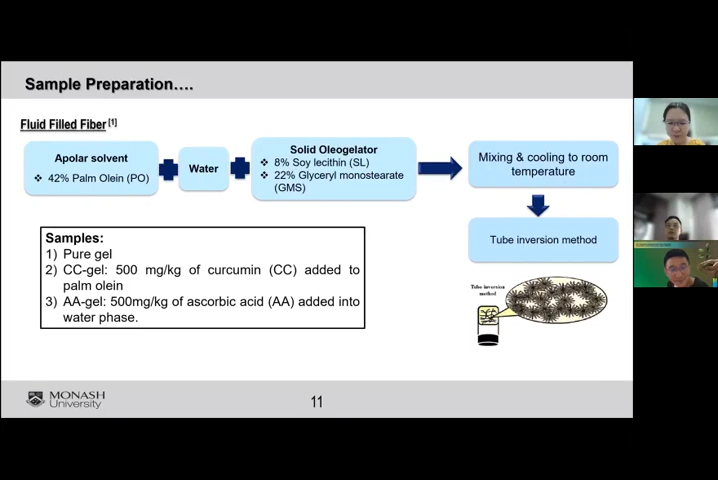 Sample Preparation….
Fluid Filled Fiber [1]
Apolar solvent
❖ 42% Palm Olein (PO)
Water
Solid Oleogelator
❖ 8% Soy lecithin (SL)
❖ 22% Glyceryl monostearate
(GMS)
Mixing & cooling to room
temperature
Tube inversion method
Samples:
1) Pure gel
2) CC-gel: 500 mg/kg of curcumin (CC) added to
palm olein
3) AA-gel: 500mg/kg of ascorbic acid (AA) added into
water phase.
Tube inversion
method
MONASH
University
11